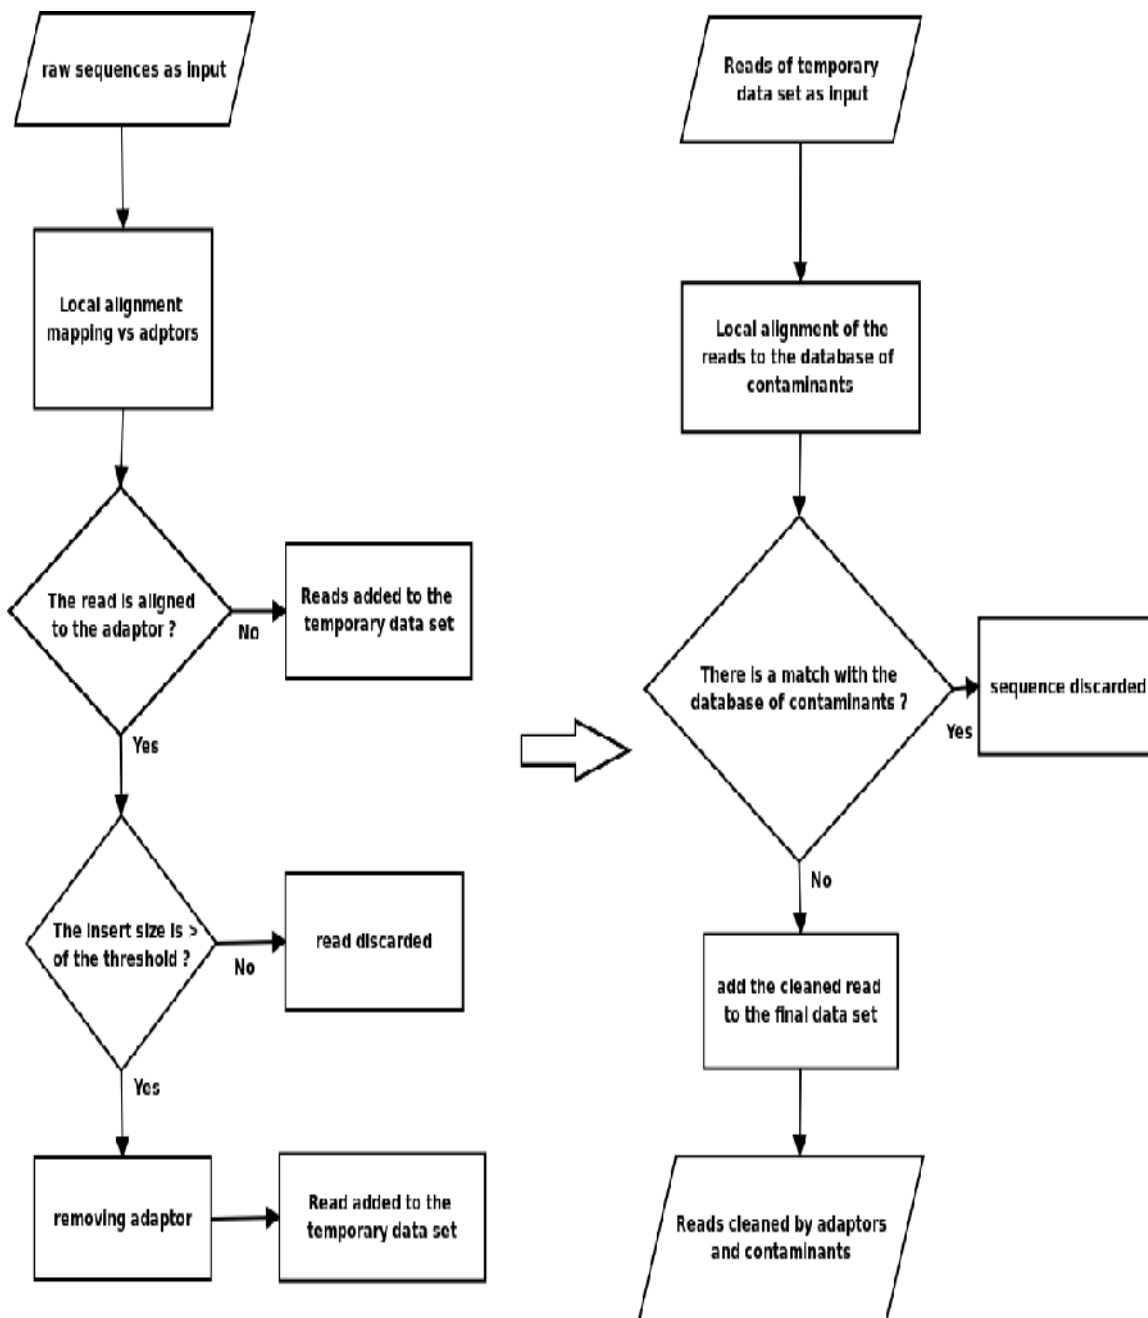 raw sequences as input
Local alignment
mapping vs adptors
The read is aligned
to the adaptor ?
No
Reads added to the
temporary data set
Yes
The insert size is >
of the threshold ?
No
read discarded
Yes
removing adaptor
Read added to the
temporary data set
Reads of temporary
data set as input
Local alignment of the
reads to the database of
contaminants
There is a match with the
database of contaminants ?
Yes
sequence discarded
No
add the cleaned read
to the final data set
Reads cleaned by adaptors
and contaminants